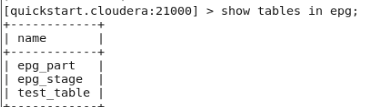 [quickstart.cloudera:21000] > show tables in epg;
+------------+
| name       |
+------------+
| epg_part   |
| epg_stage  |
| test_table |
+------------+